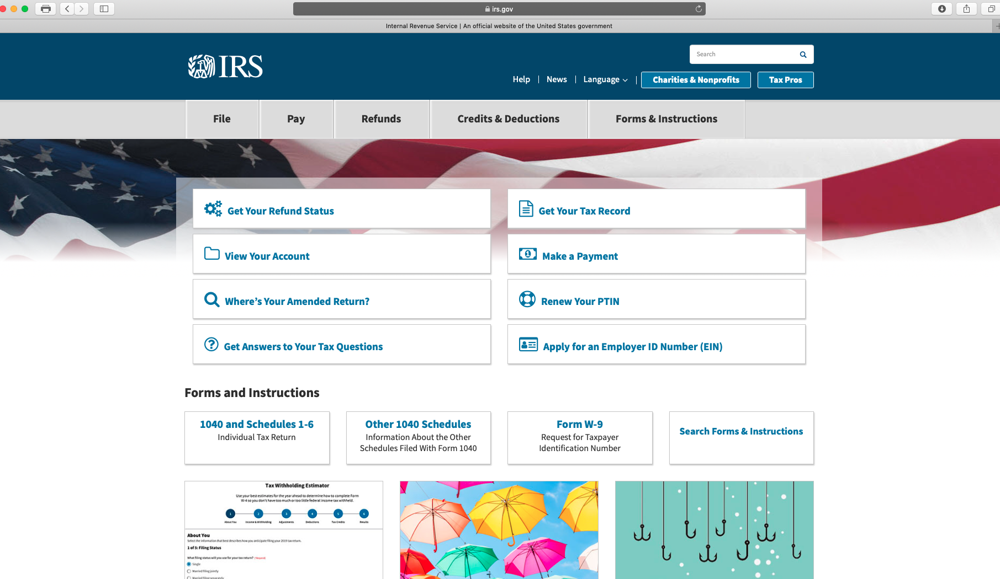 irs.gov
Internal Revenue Service | An official website of the United States government
Search
IRS
Help
News
Language
Charities & Nonprofits
Tax Pros
File
Pay
Refunds
Credits & Deductions
Forms & Instructions
Get Your Refund Status
Get Your Tax Record
View Your Account
Make a Payment
Where’s Your Amended Return?
Renew Your PTIN
Get Answers to Your Tax Questions
Apply for an Employer ID Number (EIN)
Forms and Instructions
1040 and Schedules 1-6
Individual Tax Return
Other 1040 Schedules
Information About the Other
Schedules Filed With Form 1040
Form W-9
Request for Taxpayer
Identification Number
Search Forms & Instructions
Tax Withholding Estimator
Use your best estimates for the year ahead to determine how to complete Form
W-4 so you don't have too much or too little federal income tax withheld.
1 2 3 4 5 6
About You Income & Withholding Adjustments Deductions Tax Credits Results
About You
Select the information that best describes how you anticipate filing your 2019 tax return.
1 of 5: Filing Status
What filing status will you use for your tax return? (*Required)
Single
Married filing jointly
Married filing separately